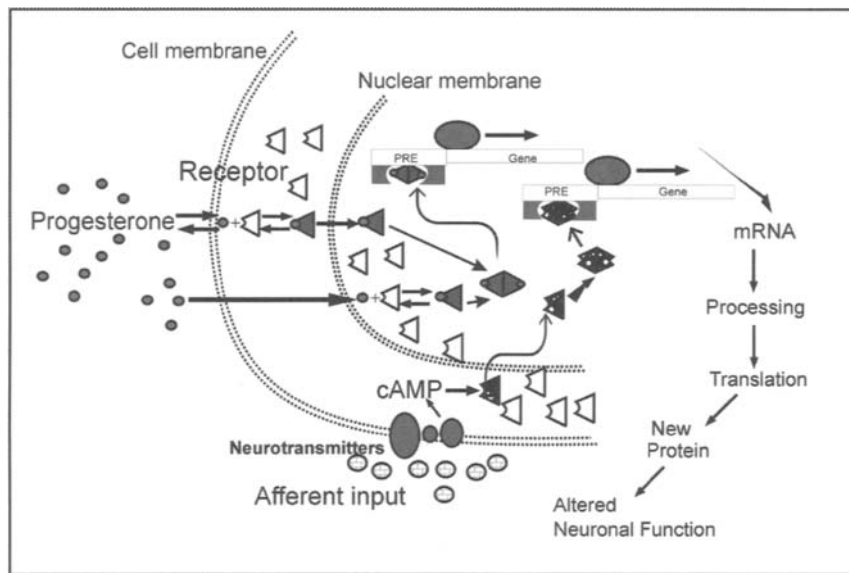 Cell membrane
Nuclear membrane
PRE
Gene
Receptor
PRE
Gene
Progesterone
+
mRNA
+
Processing
cAMP
Translation
Neurotransmitters
New
Protein
Afferent input
Altered
Neuronal Function